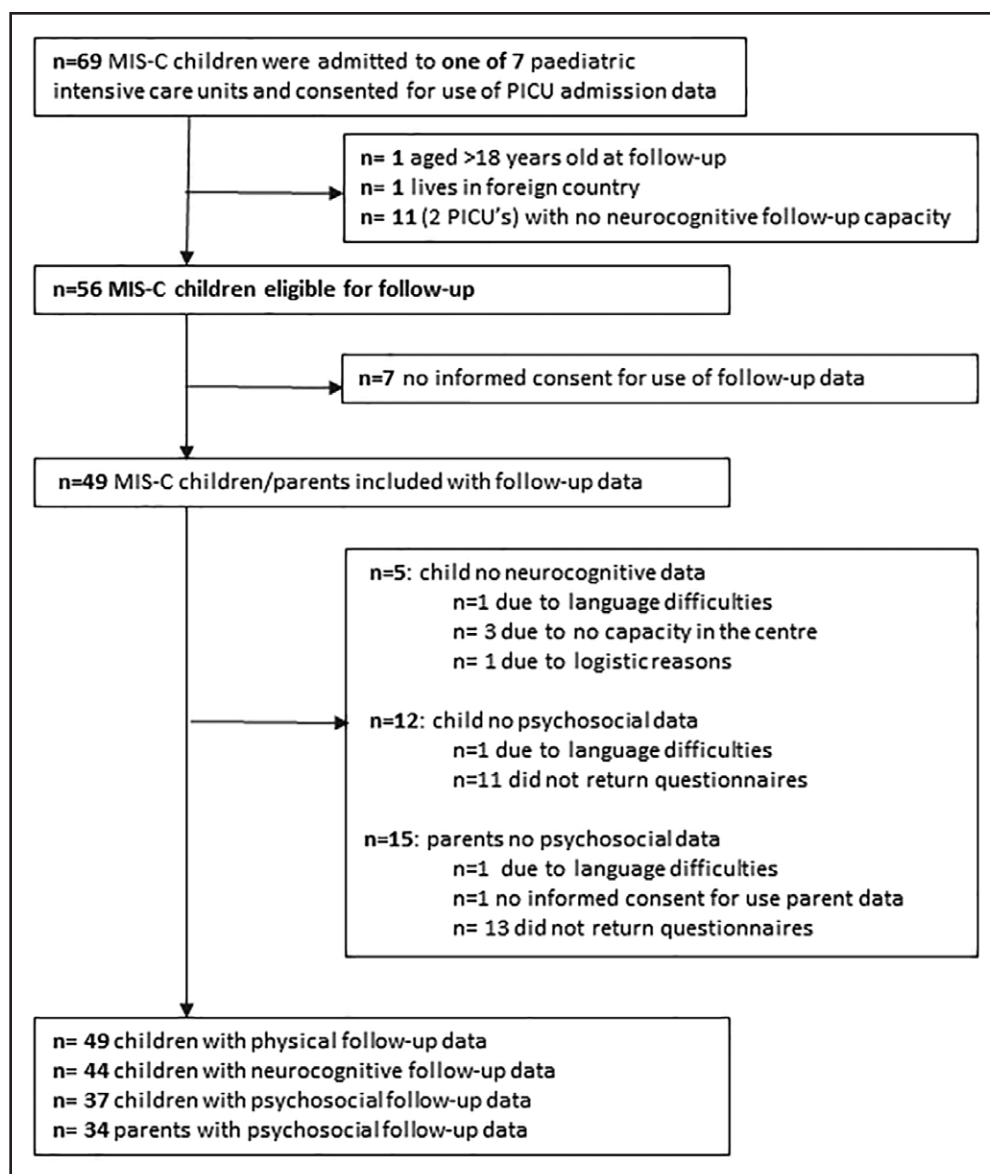 n=69 MIS-C children were admitted to one of 7 paediatric
intensive care units and consented for use of PICU admission data
n= 1 aged >18 years old at follow-up
n= 1 lives in foreign country
n= 11 (2 PICU's) with no neurocognitive follow-up capacity
n=56 MIS-C children eligible for follow-up
n=7 no informed consent for use of follow-up data
n=49 MIS-C children/parents included with follow-up data
n=5: child no neurocognitive data
n=1 due to language difficulties
n= 3 due to no capacity in the centre
n= 1 due to logistic reasons
n=12: child no psychosocial data
n=1 due to language difficulties
n=11 did not return questionnaires
n=15: parents no psychosocial data
n=1 due to language difficulties
n=1 no informed consent for use parent data
n= 13 did not return questionnaires
n= 49 children with physical follow-up data
n= 44 children with neurocognitive follow-up data
n= 37 children with psychosocial follow-up data
n= 34 parents with psychosocial follow-up data